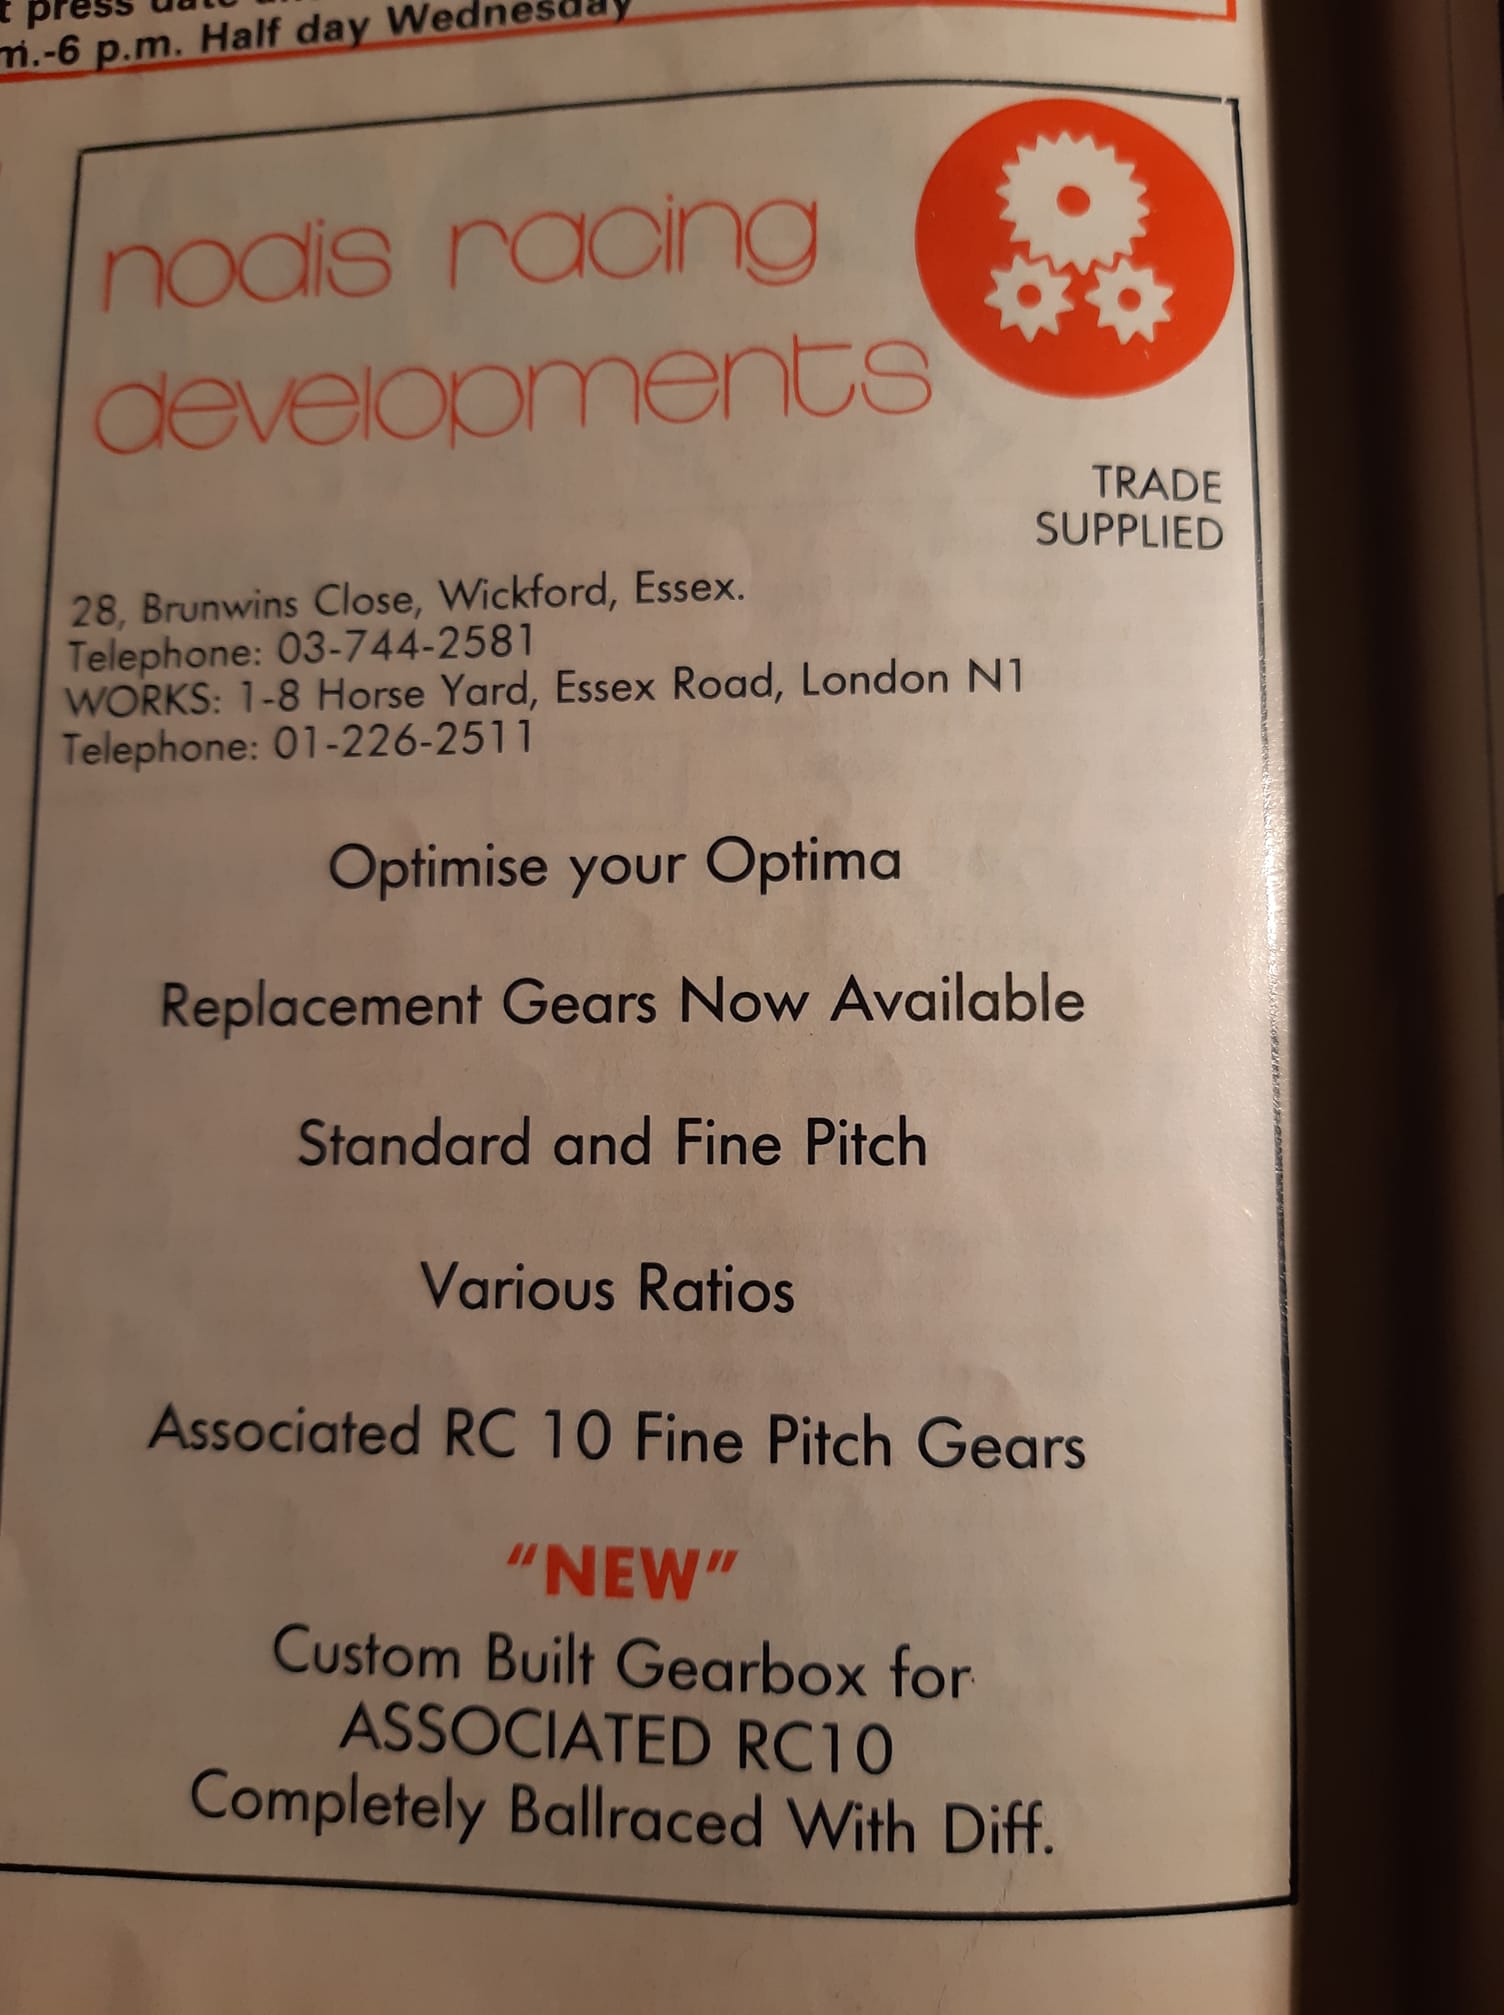 t press
m.-6 p.m. Half day Wednesday
nodis racing
developments
TRADE
SUPPLIED
28, Brunwins Close, Wickford, Essex.
Telephone: 03-744-2581
WORKS: 1-8 Horse Yard, Essex Road, London N1
Telephone: 01-226-2511
Optimise your Optima
Replacement Gears Now Available
Standard and Fine Pitch
Various Ratios
Associated RC 10 Fine Pitch Gears
“NEW”
Custom Built Gearbox for
ASSOCIATED RC10
Completely Ballraced With Diff.